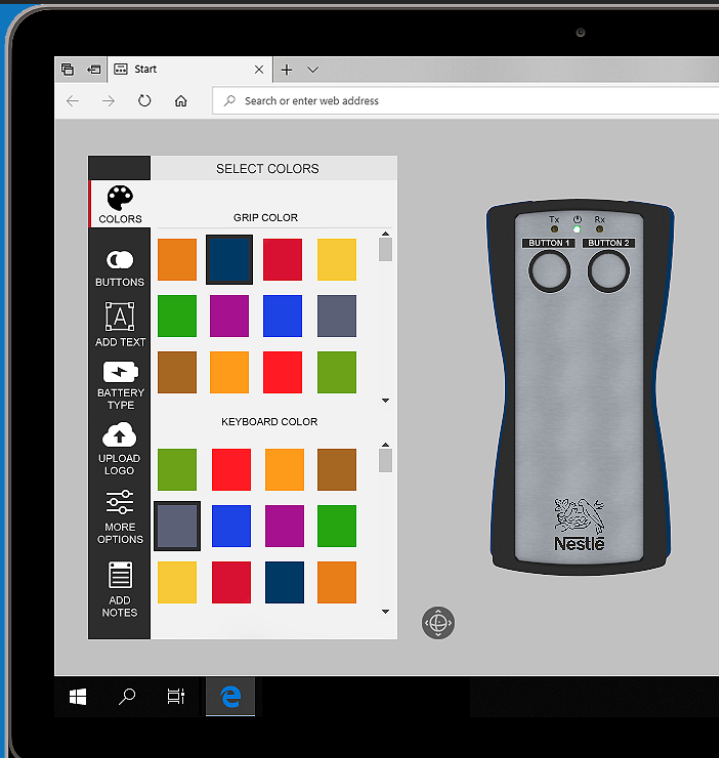 Start
Search or enter web address
SELECT COLORS
COLORS
GRIP COLOR
BUTTONS
A
ADD TEXT
BATTERY
TYPE
KEYBOARD COLOR
UPLOAD
LOGO
MORE
OPTIONS
ADD
NOTES
Tx Rx
BUTTON 1 BUTTON 2
Nestlé